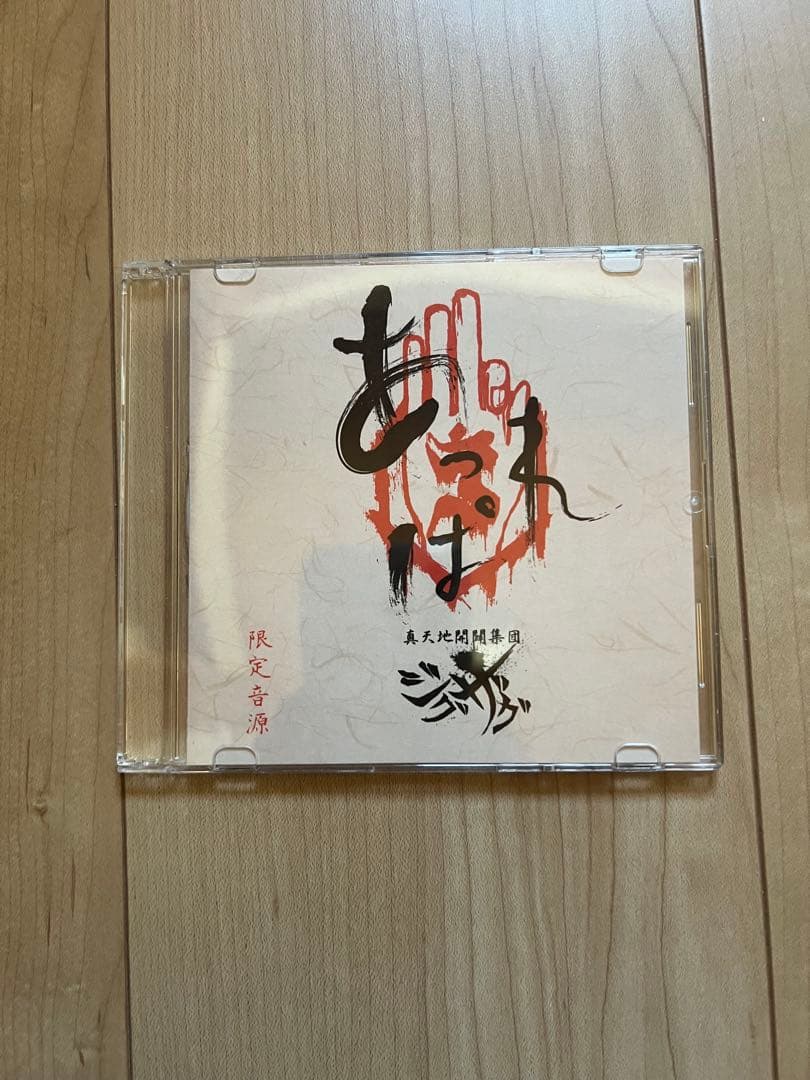 あっぱれ
真天地開闢集団
ジグザグ
限定音源